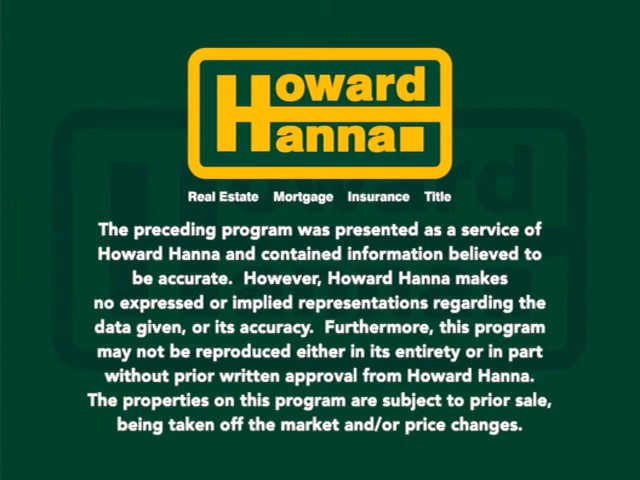 Howard
Hanna
Real Estate Mortgage Insurance Title
The preceding program was presented as a service of
Howard Hanna and contained information believed to
be accurate. However, Howard Hanna makes
no expressed or implied representations regarding the
data given, or its accuracy. Furthermore, this program
may not be reproduced either in its entirety or in part
without prior written approval from Howard Hanna.
The properties on this program are subject to prior sale,
being taken off the market and/or price changes.